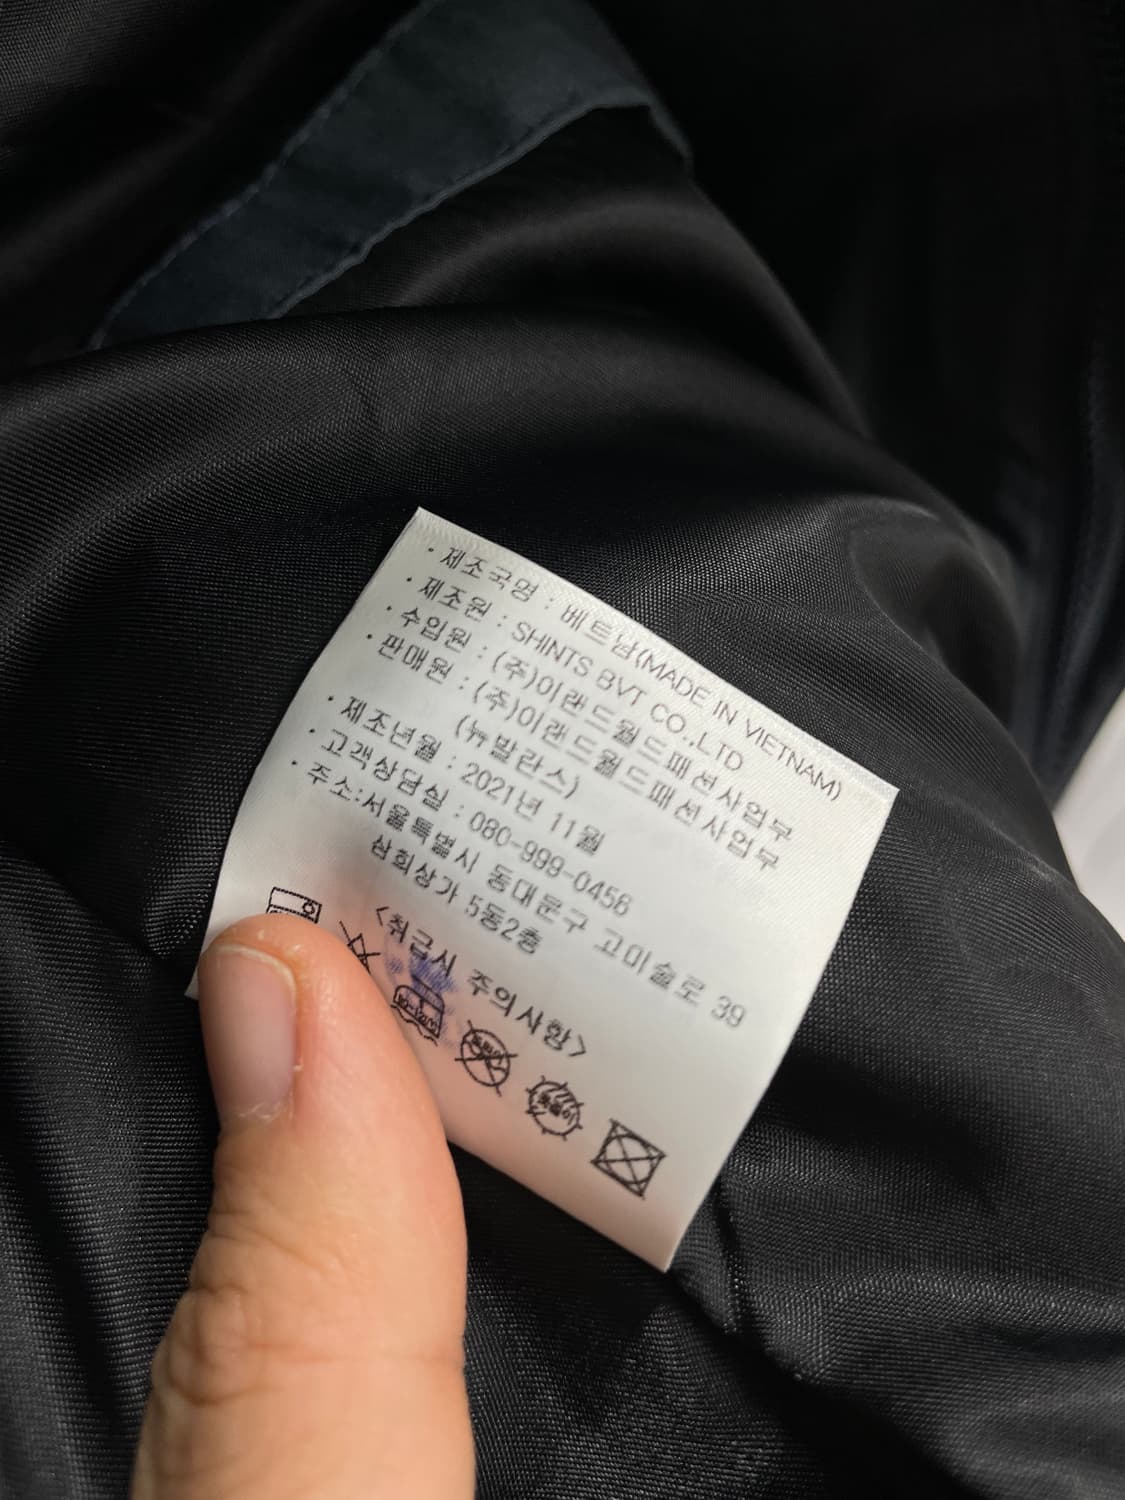 · 제조국명 : 베트남(MADE IN VIETNAM)
· 제조원 : SHINTS BVT CO.,LTD
· 수입원 : (주)이랜드월드패션사업부
· 판매원 : (주)이랜드월드패션사업부
(뉴발란스)
· 제조년월 : 2021년 11월
· 고객상담실 : 080-999-0456
· 주소:서울특별시 동대문구 고미술로 39
삼희상가 5동2층
<취급시 주의사항>